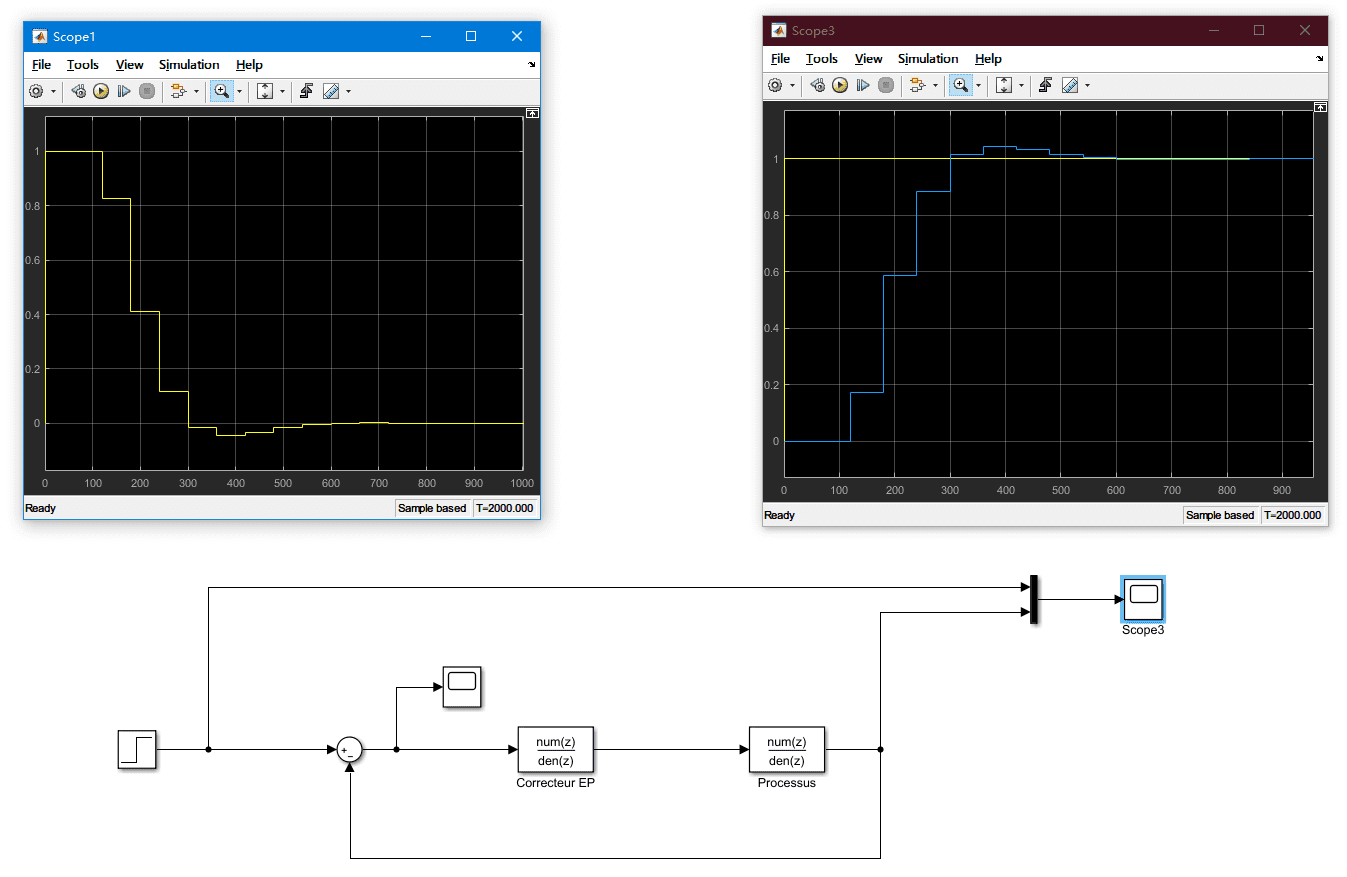 Scope1
File Tools View Simulation Help
1
0.8
0.6
0.4
0.2
0
0 100 200 300 400 500 600 700 800 900 1000
Ready Sample based T=2000.000
Scope3
File Tools View Simulation Help
1
0.8
0.6
0.4
0.2
0
0 100 200 300 400 500 600 700 800 900
Ready Sample based T=2000.000
Scope3
+
−
num(z)
den(z)
Correcteur EP
num(z)
den(z)
Processus